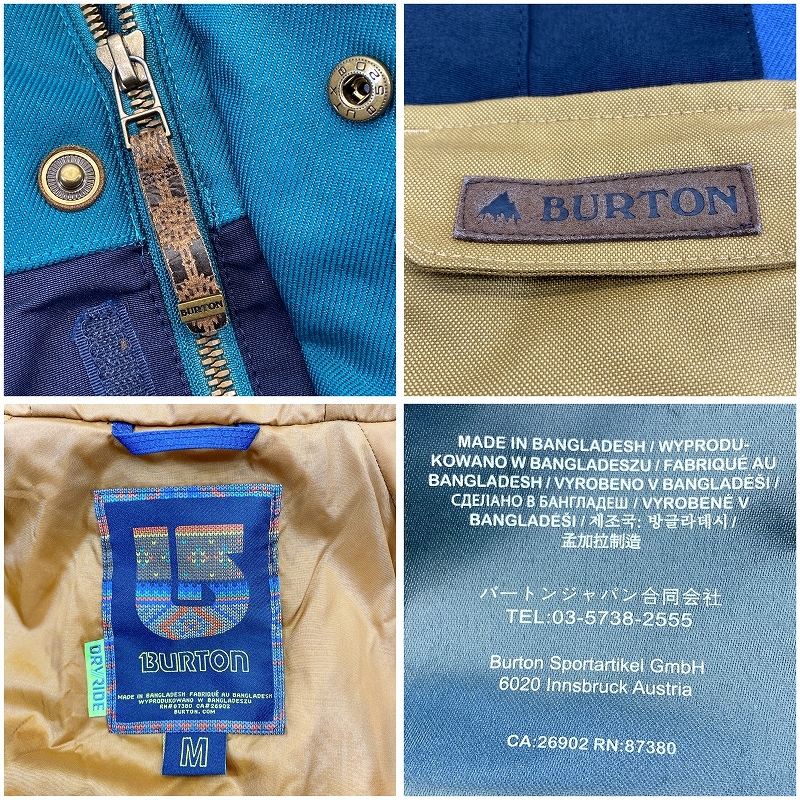 BURTON
BURTON
BURTON
BURTON
DRYRIDE
MADE IN BANGLADESH FABRIQUÉ AU BANGLADESH
WYPRODUKOWANO W BANGLADESZU
RN#87380 CA#26902
BURTON.COM
M
MADE IN BANGLADESH / WYPRODU-
KOWANO W BANGLADESZU / FABRIQUÉ AU
BANGLADESH / VYROBENO V BANGLADÉŠI /
СДЕЛАНО В БАНГЛАДЕШ / VYROBENÉ V
BANGLADÉŠI / 제조국: 방글라데시 /
孟加拉制造
バートンジャパン合同会社
TEL:03-5738-2555
Burton Sportartikel GmbH
6020 Innsbruck Austria
CA:26902 RN:87380